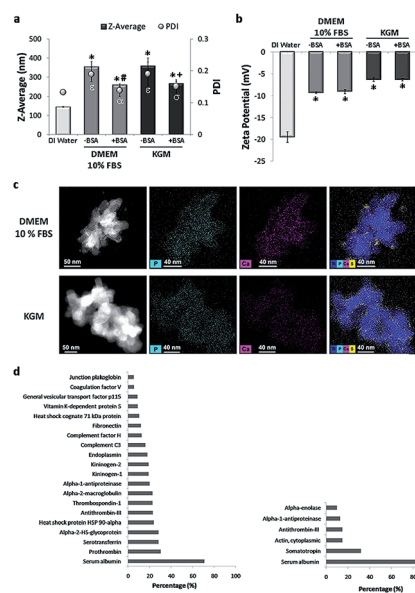 a
Z-Average
PDI
Z-Average (nm)
500
400
300
200
100
0
0.3
0.2
0.1
0
PDI
*
*#
*
*+
DI Water
-BSA
+BSA
-BSA
+BSA
DMEM
10% FBS
KGM
b
DMEM
10% FBS
KGM
DI Water
-BSA
+BSA
-BSA
+BSA
0
-5
-10
-15
-20
-25
Zeta Potential (mV)
*
*
*
*
c
DMEM
10 % FBS
50 nm
P
40 nm
Ca
40 nm
P
Ca
S
40 nm
KGM
50 nm
P
40 nm
Ca
40 nm
P
Ca
S
40 nm
d
Junction plakoglobin
Coagulation factor V
General vesicular transport factor p115
Vitamin K-dependent protein S
Heat shock cognate 71 kDa protein
Fibronectin
Complement factor H
Complement C3
Endoplasmin
Kininogen-2
Kininogen-1
Alpha-1-antiproteinase
Alpha-2-macroglobulin
Thrombospondin-1
Antithrombin-III
Heat shock protein HSP 90-alpha
Alpha-2-HS-glycoprotein
Serotransferrin
Prothrombin
Serum albumin
0
20
40
60
80
100
Percentage (%)
Alpha-enolase
Alpha-1-antiproteinase
Antithrombin-III
Actin, cytoplasmic
Somatotropin
Serum albumin
0
20
40
60
80
Percentage (%)